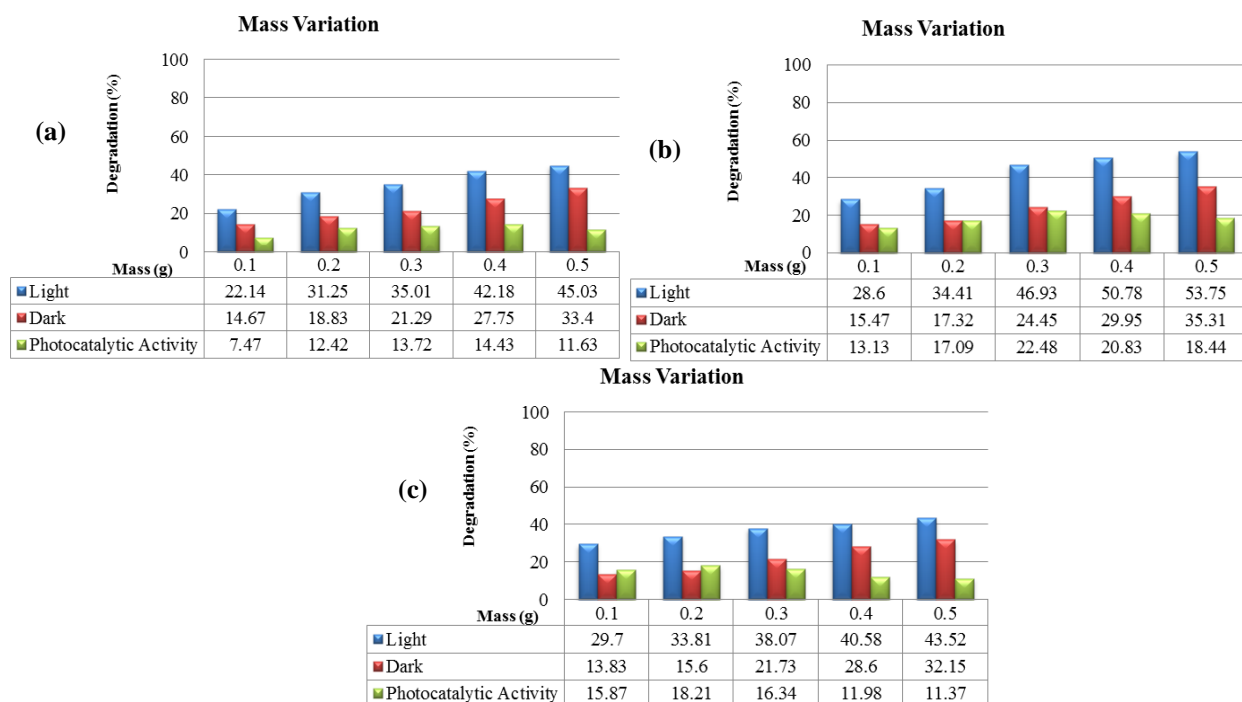 Mass Variation
(a)
Degradation (%)
100
80
60
40
20
0
Mass (g) 0.1 0.2 0.3 0.4 0.5
Light 22.14 31.25 35.01 42.18 45.03
Dark 14.67 18.83 21.29 27.75 33.4
Photocatalytic Activity 7.47 12.42 13.72 14.43 11.63
Mass Variation
(b)
Degradation (%)
100
80
60
40
20
0
Mass (g) 0.1 0.2 0.3 0.4 0.5
Light 28.6 34.41 46.93 50.78 53.75
Dark 15.47 17.32 24.45 29.95 35.31
Photocatalytic Activity 13.13 17.09 22.48 20.83 18.44
Mass Variation
(c)
Degradation (%)
100
80
60
40
20
0
Mass (g) 0.1 0.2 0.3 0.4 0.5
Light 29.7 33.81 38.07 40.58 43.52
Dark 13.83 15.6 21.73 28.6 32.15
Photocatalytic Activity 15.87 18.21 16.34 11.98 11.37